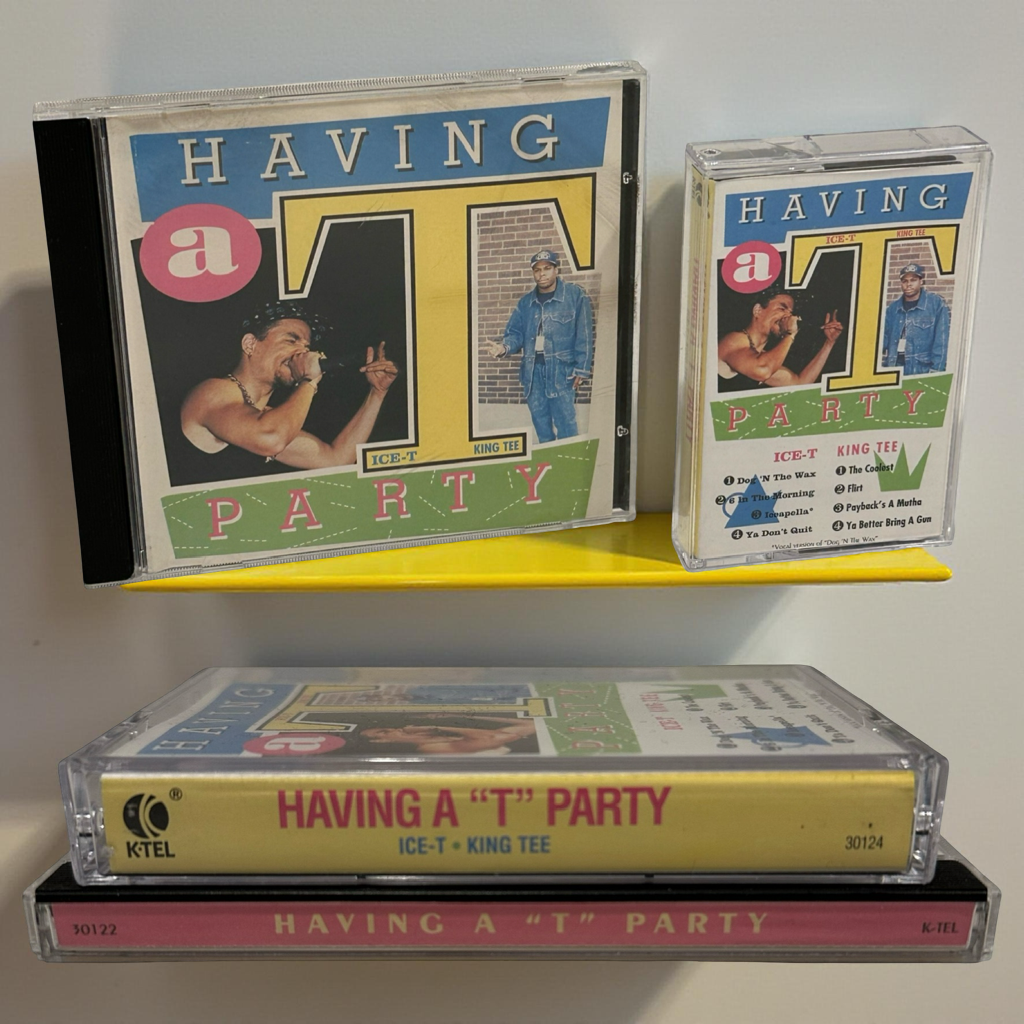 HAVING
a
T
ICE-T
KING TEE
PARTY
HAVING
a
ICE-T
KING TEE
T
PARTY
ICE-T
1 Dog 'N The Wax
2 6 In The Morning
3 Iceapella*
4 Ya Don't Quit
KING TEE
1 The Coolest
2 Flirt
3 Payback's A Mutha
4 Ya Better Bring A Gun
*Vocal version of "Dog 'N The Wax"
HAVING
a
T
PARTY
K-TEL ®
HAVING A "T" PARTY
ICE-T • KING TEE
30124
30122
HAVING A "T" PARTY
K-TEL